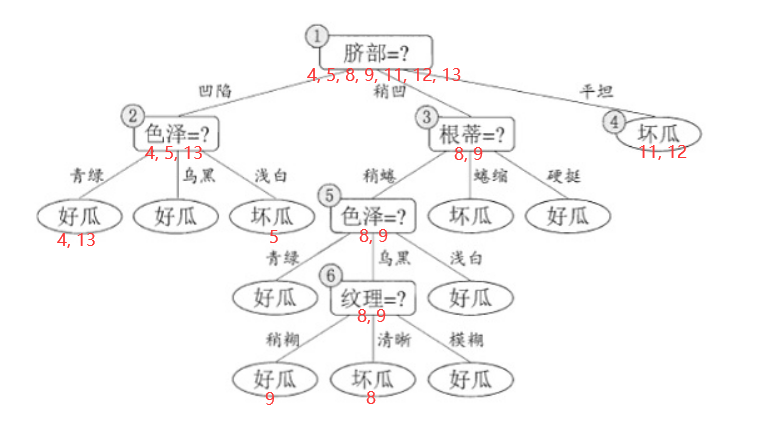 ① 脐部=?
4, 5, 8, 9, 11, 12, 13
凹陷 稍凹 平坦
② 色泽=? ③ 根蒂=? ④ 坏瓜
4, 5, 13 8, 9 11, 12
青绿 乌黑 浅白 稍蜷 蜷缩 硬挺
好瓜 好瓜 坏瓜 ⑤ 色泽=? 坏瓜 好瓜
4, 13 5 8, 9
青绿 乌黑 浅白
好瓜 ⑥ 纹理=? 好瓜
8, 9
稍糊 清晰 模糊
好瓜 坏瓜 好瓜
9 8